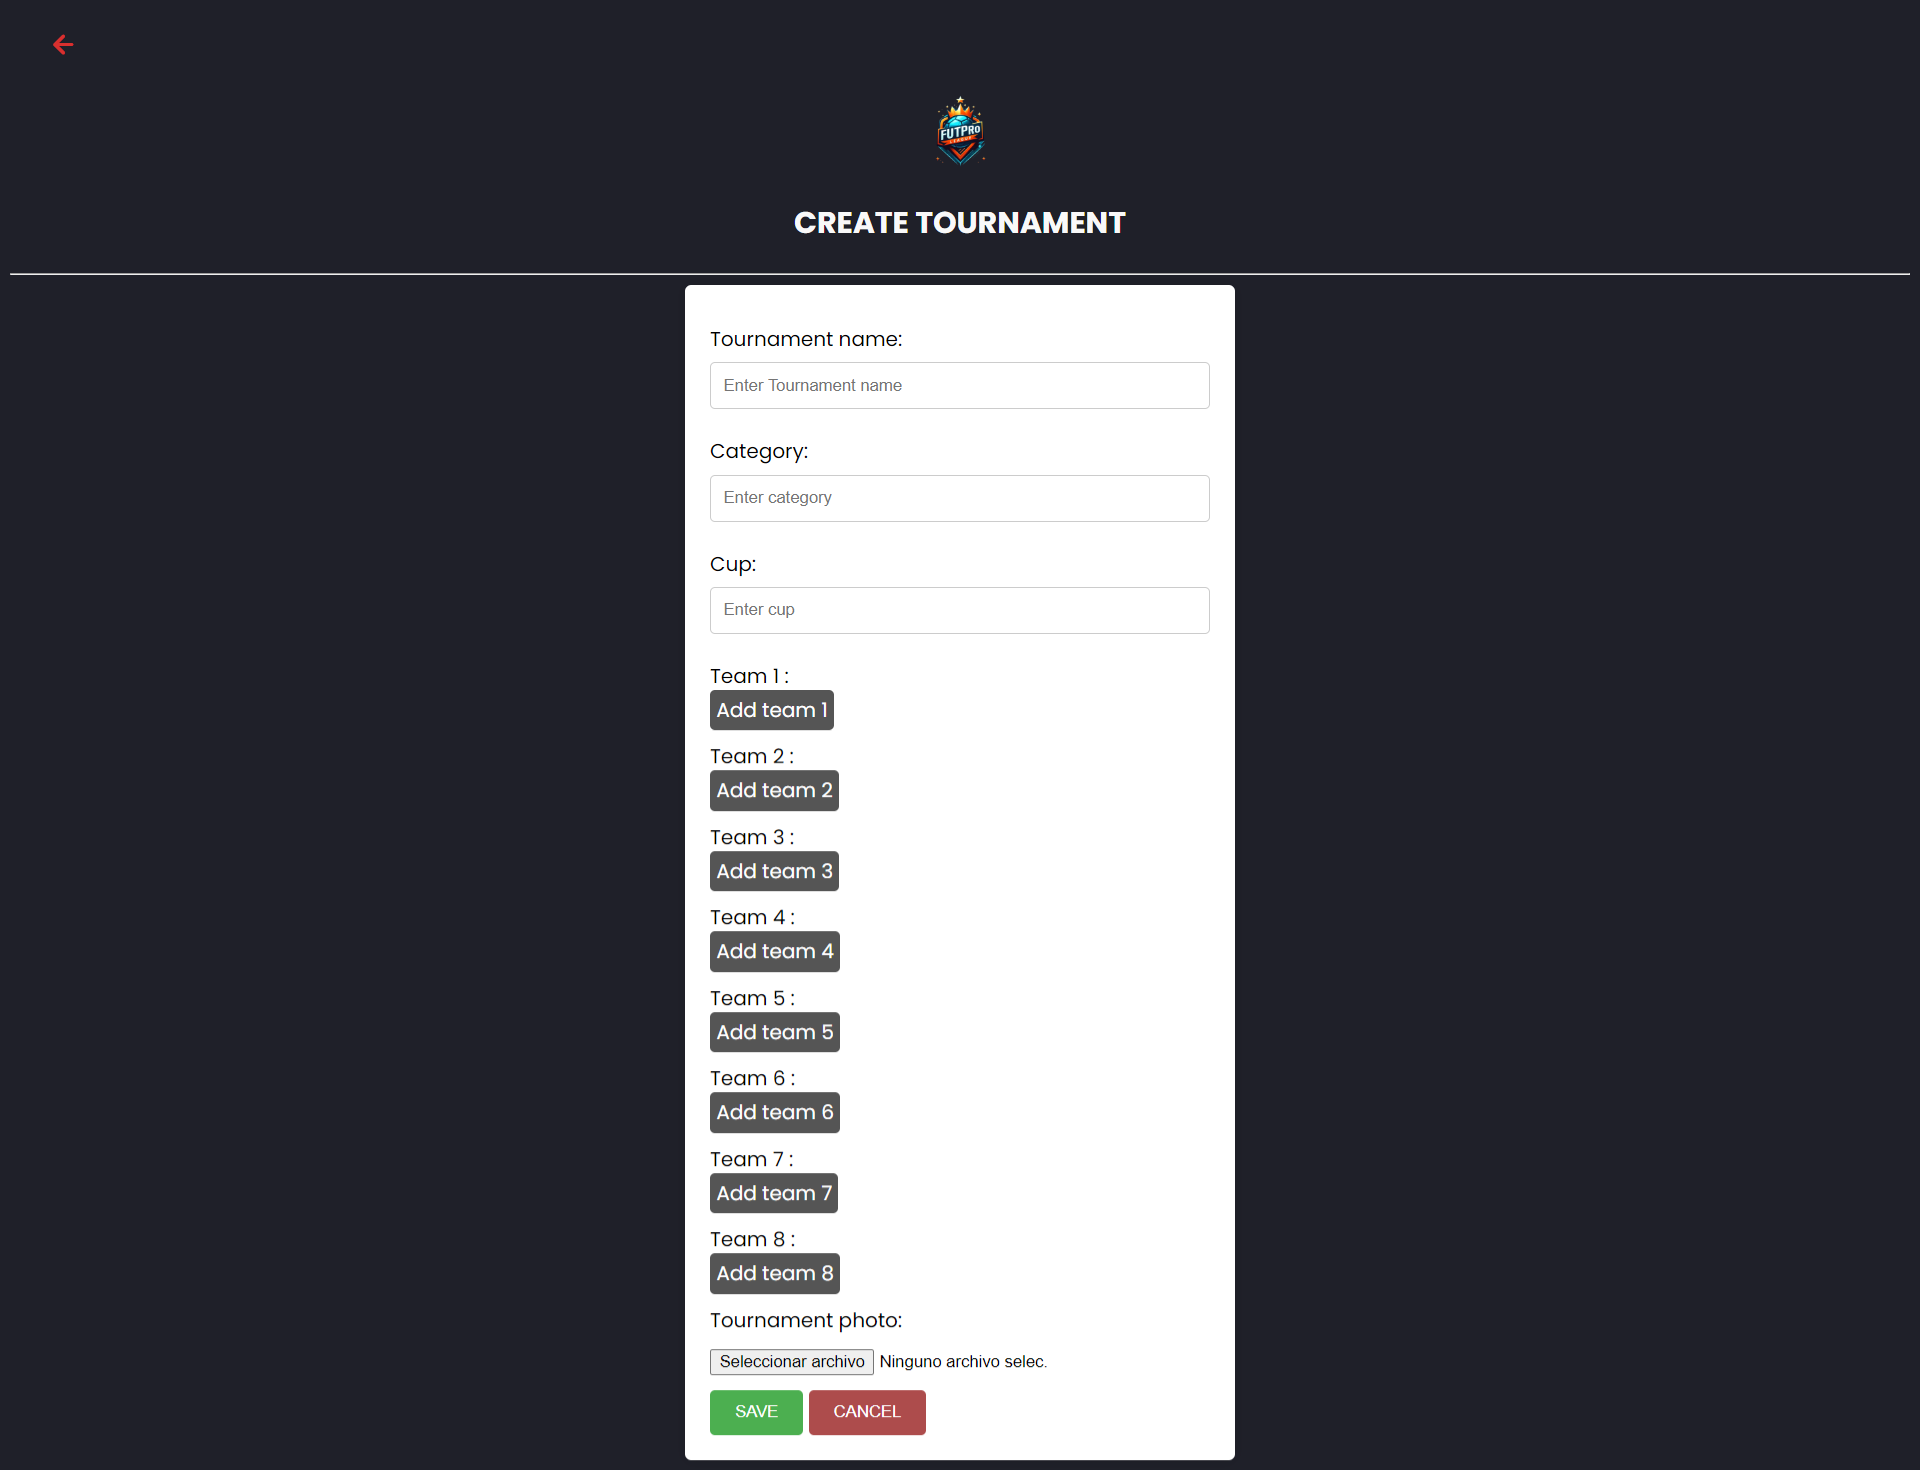 FUTPRO
LEAGUE
CREATE TOURNAMENT
Tournament name:
Enter Tournament name
Category:
Enter category
Cup:
Enter cup
Team 1 :
Add team 1
Team 2 :
Add team 2
Team 3 :
Add team 3
Team 4 :
Add team 4
Team 5 :
Add team 5
Team 6 :
Add team 6
Team 7 :
Add team 7
Team 8 :
Add team 8
Tournament photo:
Seleccionar archivo Ninguno archivo selec.
SAVE CANCEL